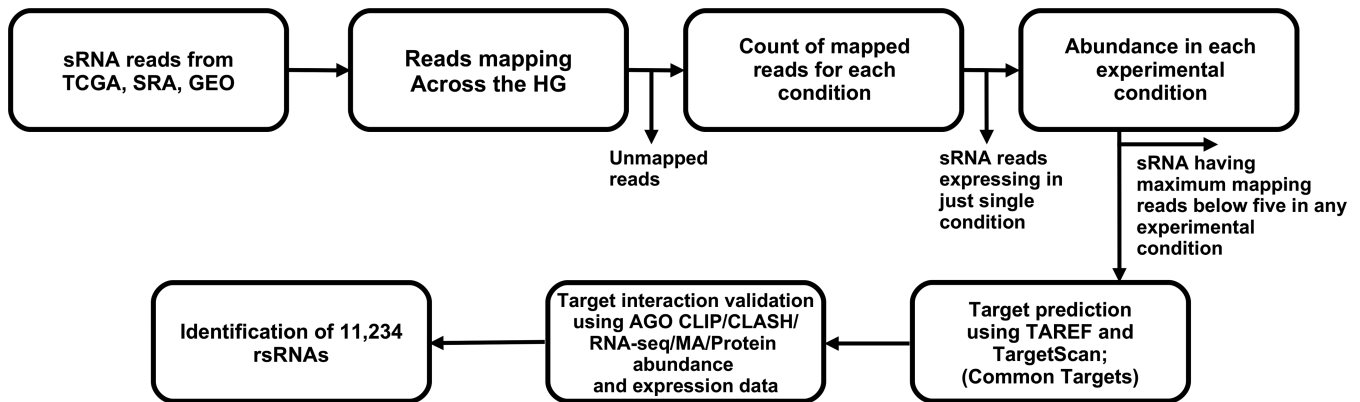 sRNA reads from
TCGA, SRA, GEO
Reads mapping
Across the HG
Count of mapped
reads for each
condition
Abundance in each
experimental
condition
Unmapped
reads
sRNA reads
expressing in
just single
condition
sRNA having
maximum mapping
reads below five in any
experimental
condition
Target prediction
using TAREF and
TargetScan;
(Common Targets)
Target interaction validation
using AGO CLIP/CLASH/
RNA-seq/MA/Protein
abundance
and expression data
Identification of 11,234
rsRNAs